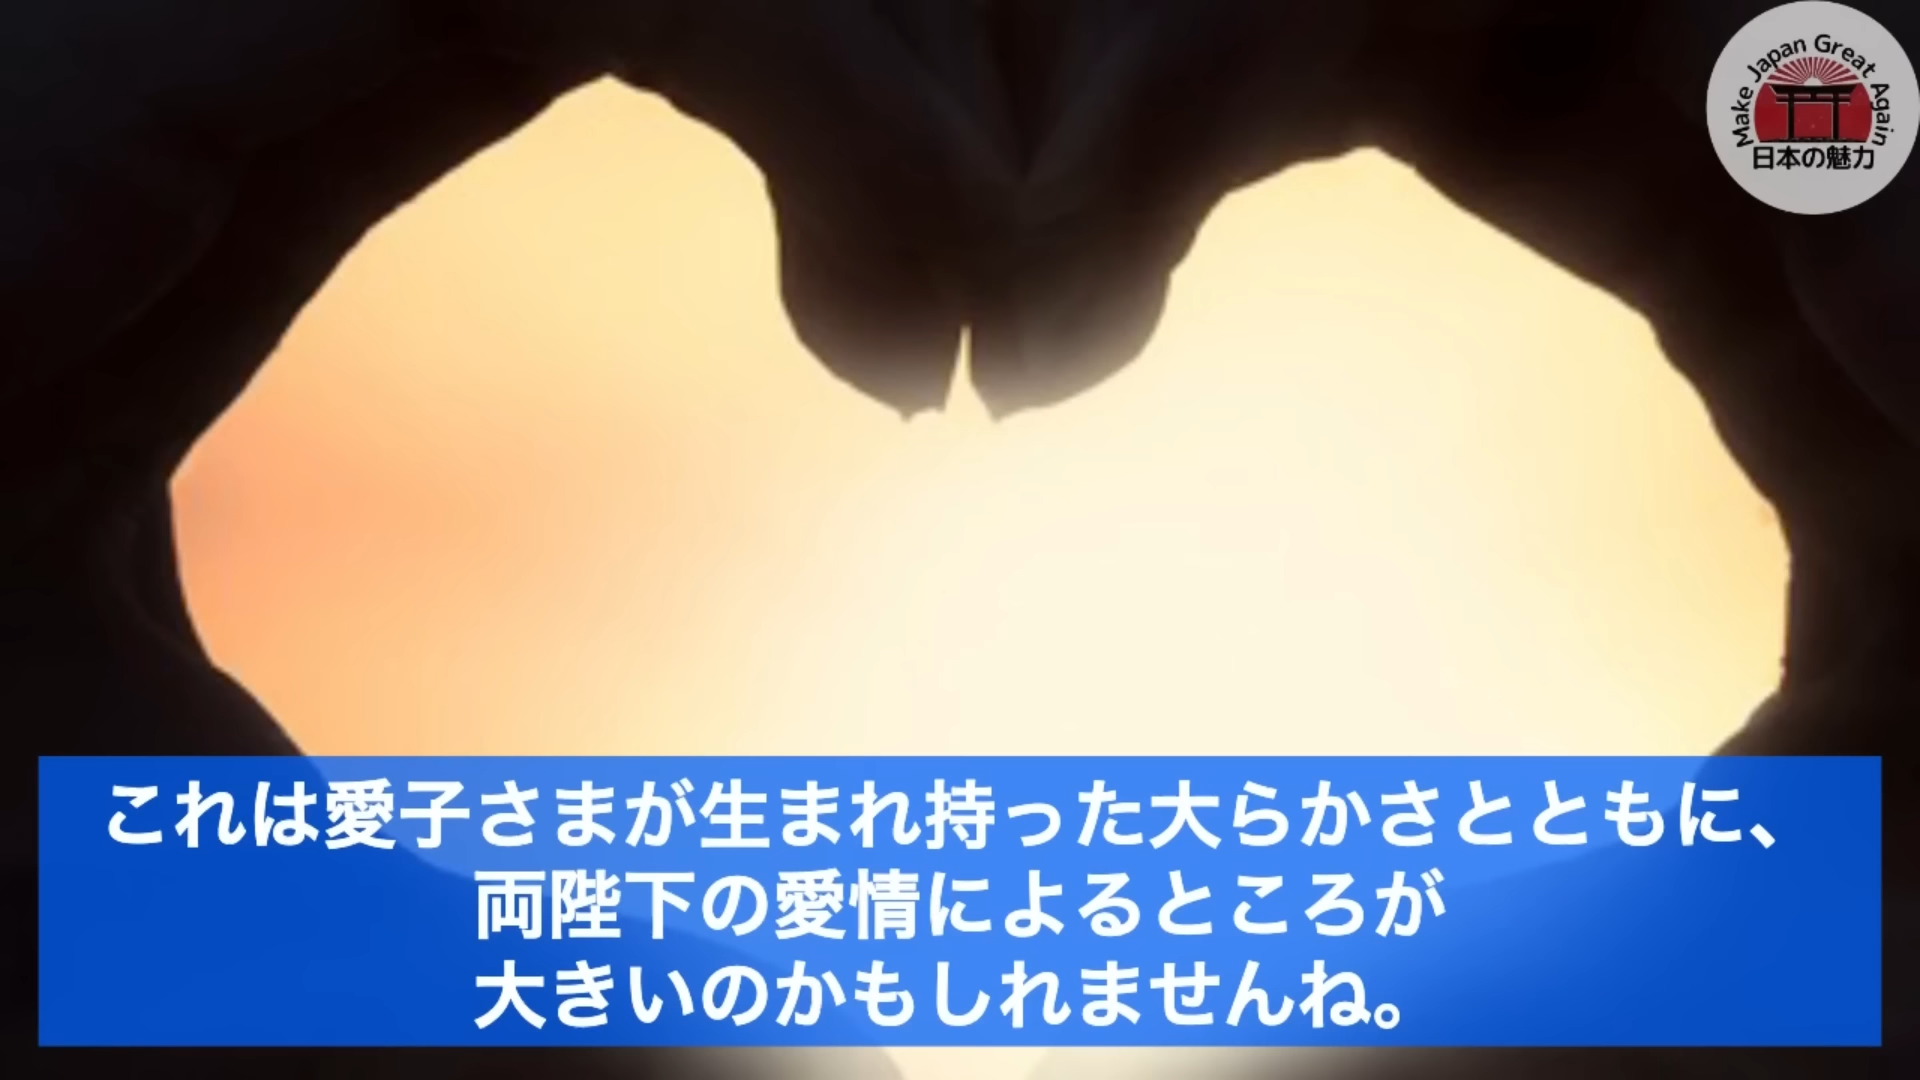 Make Japan Great Again
日本の魅力
これは愛子さまが生まれ持った大らかさとともに、
両陛下の愛情によるところが
大きいのかもしれませんね。